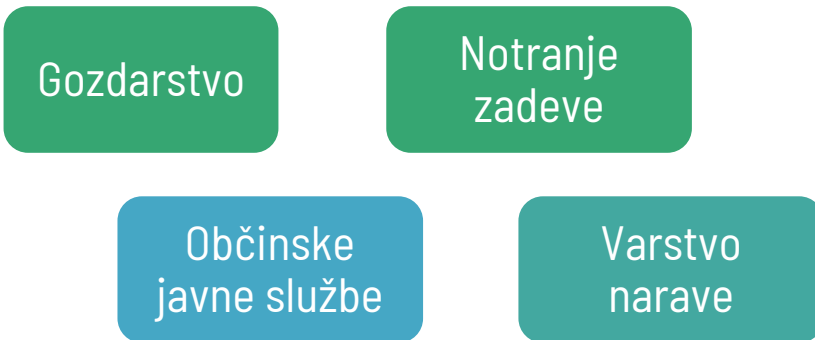 Gozdarstvo
Notranje
zadeve
Občinske
javne službe
Varstvo
narave